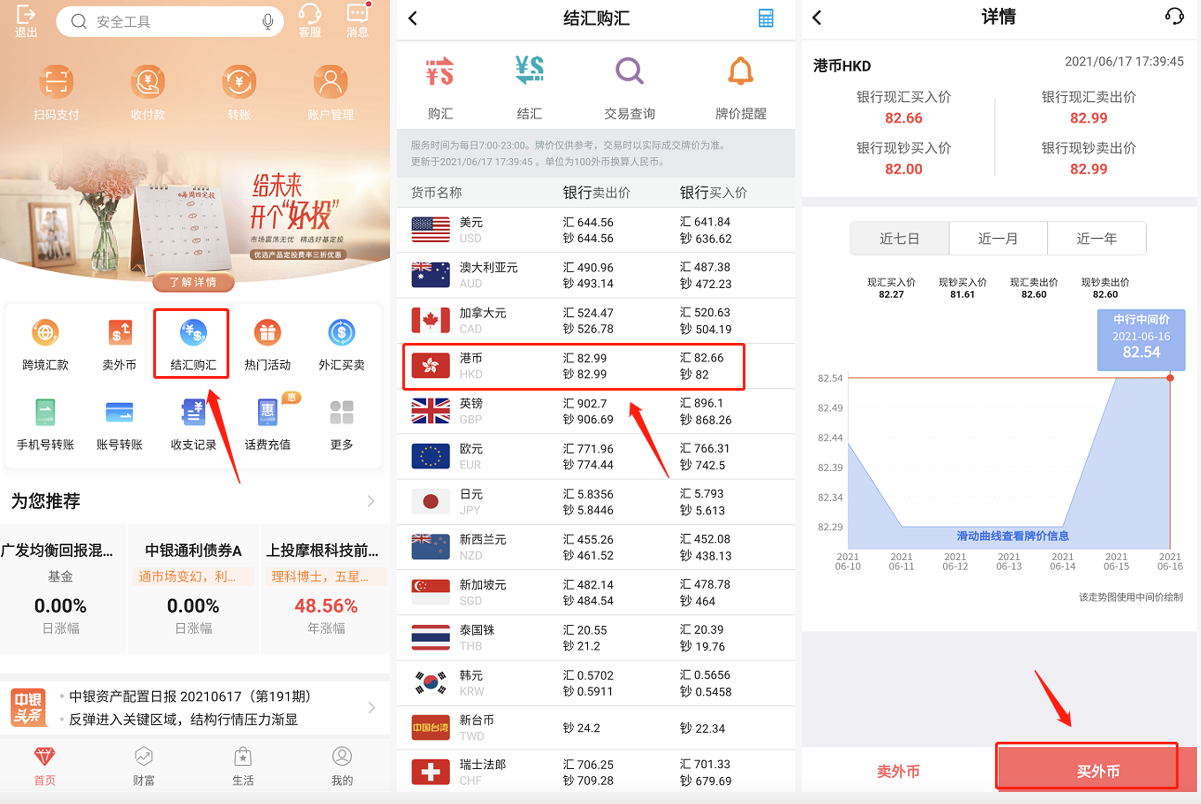 退出
安全工具
客服
消息
扫码支付
收付款
转账
账户管理
每周四定投
给未来
开个“好投”
市场震荡无忧 精选好基定投
优选产品定投费率三折优惠
了解详情
跨境汇款
卖外币
结汇购汇
热门活动
外汇买卖
惠
惠
手机号转账
账号转账
收支记录
话费充值
更多
为您推荐
广发均衡回报混...
基金
0.00%
日涨幅
中银通利债券A
通市场变幻，利...
0.00%
日涨幅
上投摩根科技前...
理科博士，五星...
48.56%
年涨幅
中银
头条
中银资产配置日报 20210617（第191期）
反弹进入关键区域，结构行情压力渐显
首页
财富
生活
我的
结汇购汇
购汇
结汇
交易查询
牌价提醒
服务时间为每日7:00-23:00。牌价仅供参考，交易时以实际成交牌价为准。
更新于2021/06/17 17:39:45 。单位为100外币换算人民币。
货币名称 银行卖出价 银行买入价
美元 汇 644.56 汇 641.84
USD 钞 644.56 钞 636.62
澳大利亚元 汇 490.96 汇 487.38
AUD 钞 493.14 钞 472.23
加拿大元 汇 524.47 汇 520.63
CAD 钞 526.78 钞 504.19
港币 汇 82.99 汇 82.66
HKD 钞 82.99 钞 82
英镑 汇 902.7 汇 896.1
GBP 钞 906.69 钞 868.26
欧元 汇 771.96 汇 766.31
EUR 钞 774.44 钞 742.5
日元 汇 5.8356 汇 5.793
JPY 钞 5.8446 钞 5.613
新西兰元 汇 455.26 汇 452.08
NZD 钞 461.52 钞 438.13
新加坡元 汇 482.14 汇 478.78
SGD 钞 484.54 钞 464
泰国铢 汇 20.55 汇 20.39
THB 钞 21.2 钞 19.76
韩元 汇 0.5702 汇 0.5656
KRW 钞 0.5911 钞 0.5458
中国台湾
新台币
TWD
钞 24.2 钞 22.34
瑞士法郎 汇 706.25 汇 701.33
CHF 钞 709.28 钞 679.69
详情
港币HKD 2021/06/17 17:39:45
银行现汇买入价 银行现汇卖出价
82.66 82.99
银行现钞买入价 银行现钞卖出价
82.00 82.99
近七日 近一月 近一年
现汇买入价 现钞买入价 现汇卖出价 现钞卖出价
82.27 81.61 82.60 82.60
中行中间价
2021-06-16
82.54
82.54
82.49
82.44
82.39
82.34
82.29
滑动曲线查看牌价信息
2021 2021 2021 2021 2021 2021 2021
06-10 06-11 06-12 06-13 06-14 06-15 06-16
该走势图使用中间价绘制
卖外币
买外币